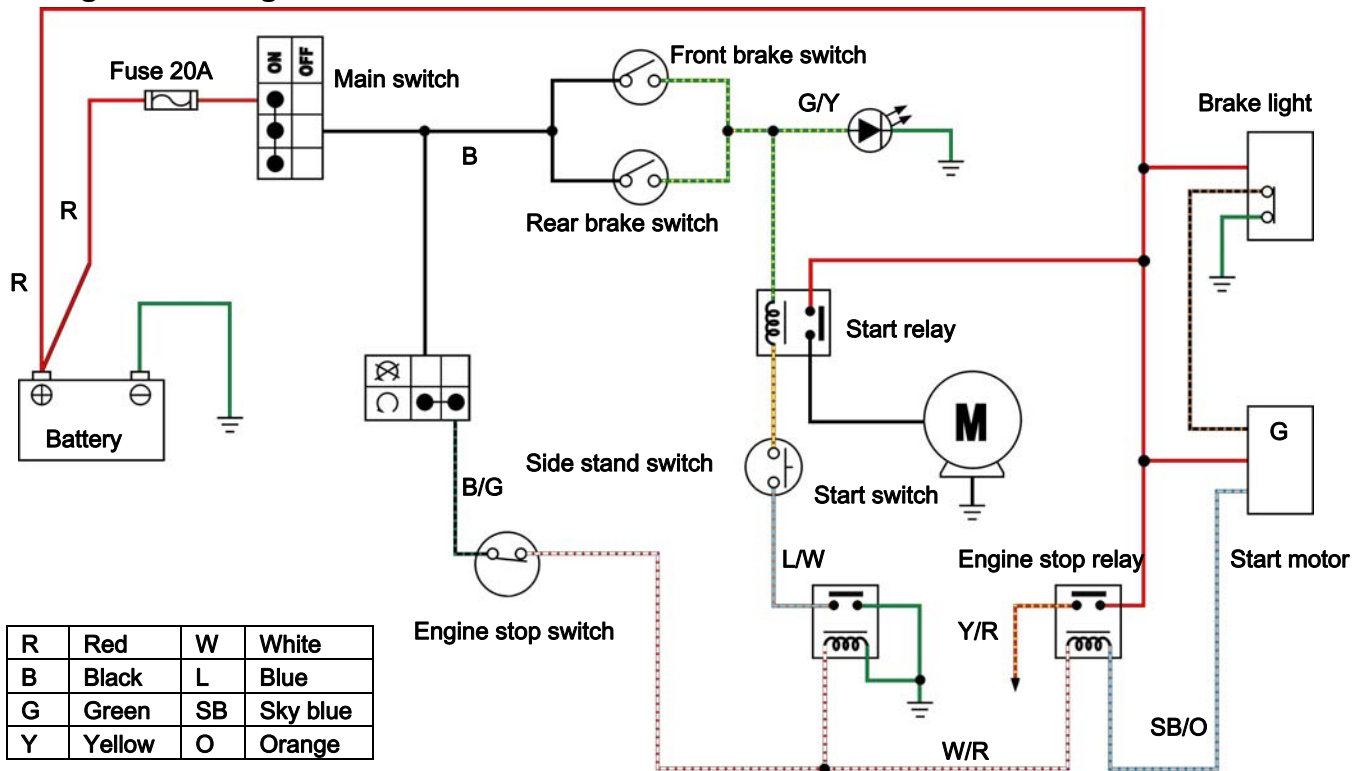 Fuse 20A
ON
OFF
Main switch
Front brake switch
G/Y
Brake light
B
R
Rear brake switch
R
Start relay
Battery
M
G
Side stand switch
Start switch
B/G
L/W
Engine stop relay
Start motor
Engine stop switch
Y/R
R Red W White
B Black L Blue
G Green SB Sky blue
Y Yellow O Orange
W/R
SB/O